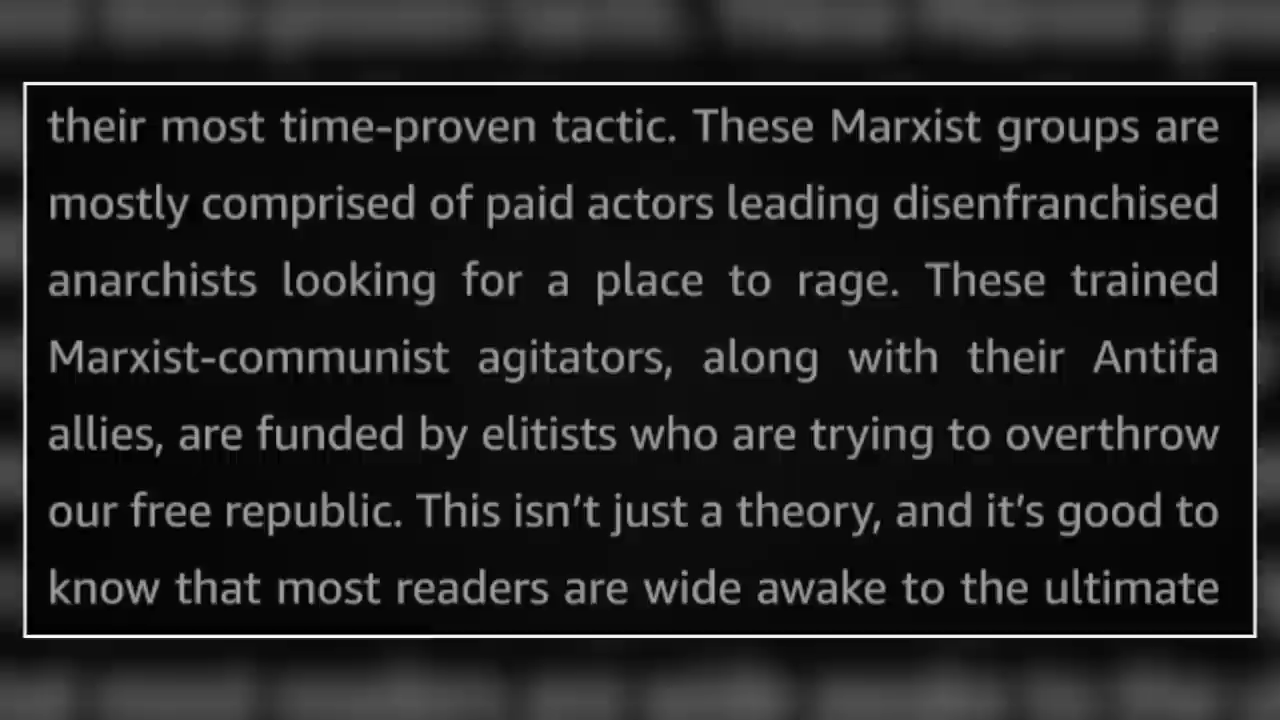 their most time-proven tactic. These Marxist groups are
mostly comprised of paid actors leading disenfranchised
anarchists looking for a place to rage. These trained
Marxist-communist agitators, along with their Antifa
allies, are funded by elitists who are trying to overthrow
our free republic. This isn’t just a theory, and it’s good to
know that most readers are wide awake to the ultimate